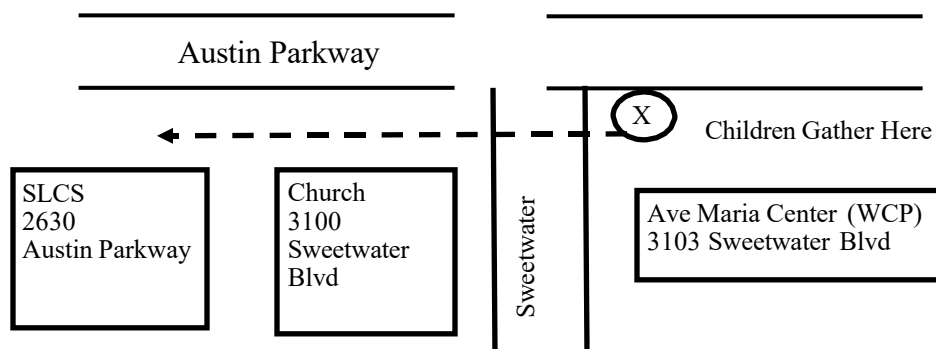 Austin Parkway
X
Children Gather Here
SLCS
2630
Austin Parkway
Church
3100
Sweetwater
Blvd
Sweetwater
Ave Maria Center (WCP)
3103 Sweetwater Blvd